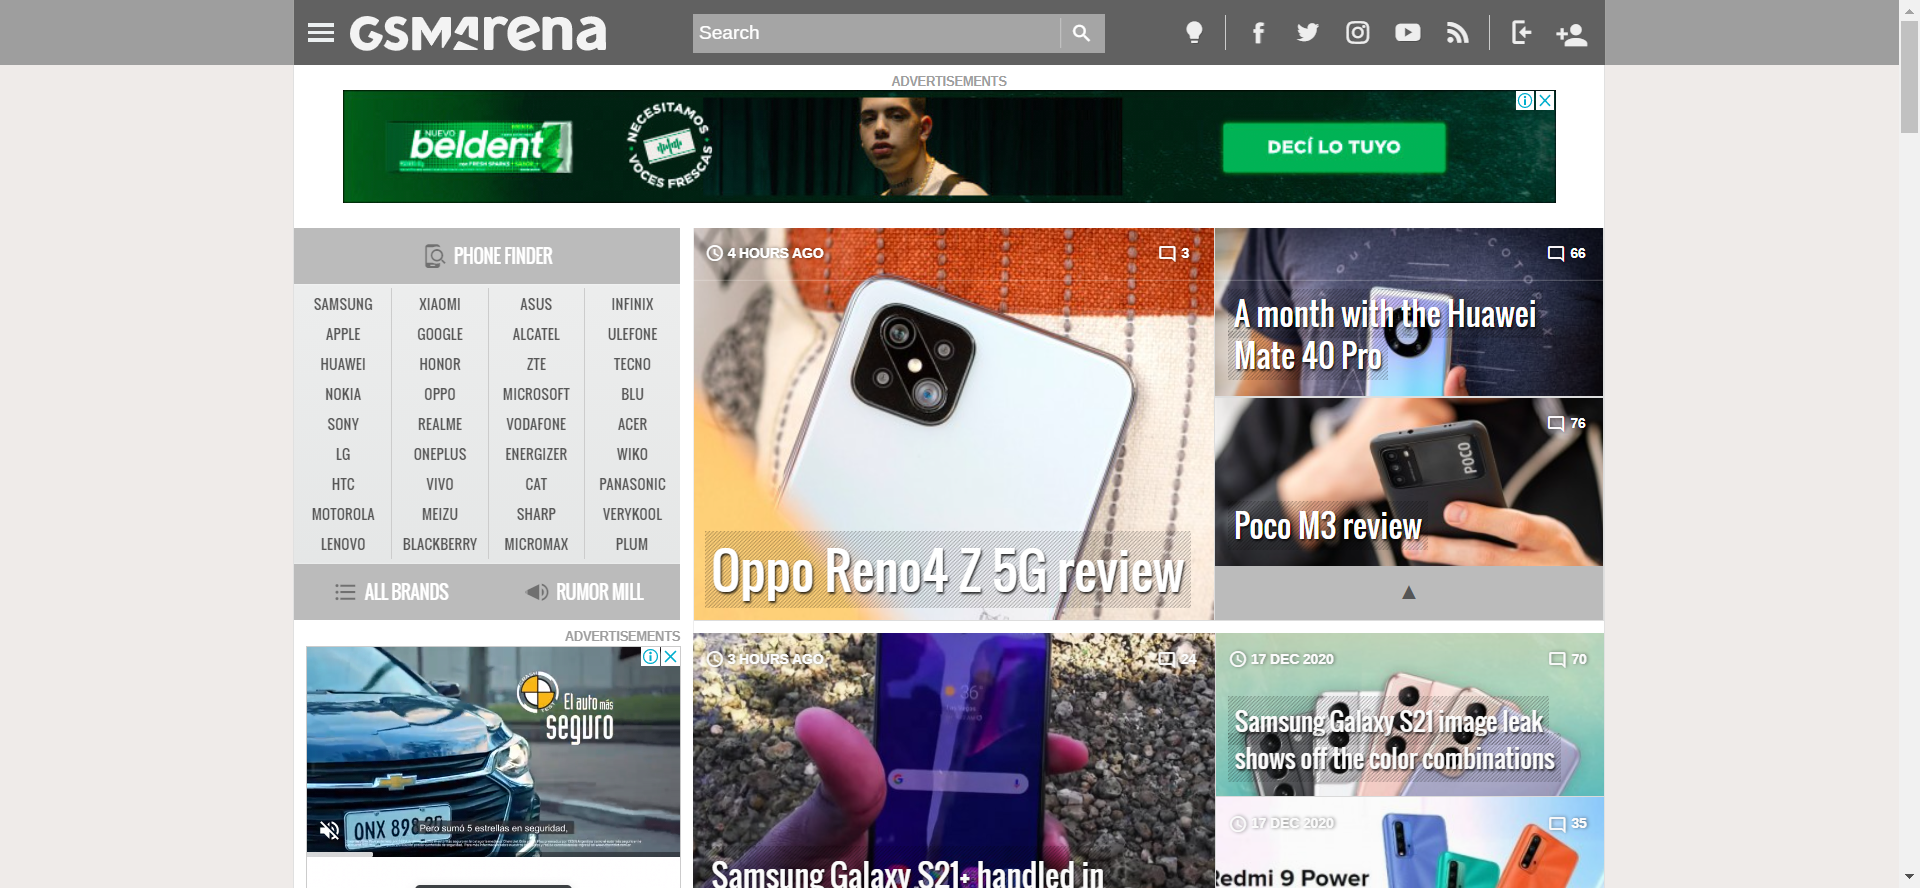 GSMArena
Search
ADVERTISEMENTS
NUEVO
beldent
NECESITAMOS
VOCES FRESCAS
DECÍ LO TUYO
PHONE FINDER
SAMSUNG XIAOMI ASUS INFINIX
APPLE GOOGLE ALCATEL ULEFONE
HUAWEI HONOR ZTE TECNO
NOKIA OPPO MICROSOFT BLU
SONY REALME VODAFONE ACER
LG ONEPLUS ENERGIZER WIKO
HTC VIVO CAT PANASONIC
MOTOROLA MEIZU SHARP VERYKOOL
LENOVO BLACKBERRY MICROMAX PLUM
ALL BRANDS RUMOR MILL
4 HOURS AGO 3
Oppo Reno4 Z 5G review
66
A month with the Huawei
Mate 40 Pro
76
POCO
Poco M3 review
▲
ADVERTISEMENTS
El auto más
seguro
Pero sumó 5 estrellas en seguridad,
3 HOURS AGO 24
36°
Samsung Galaxy S21+ handled in
17 DEC 2020 70
Samsung Galaxy S21 image leak
shows off the color combinations
17 DEC 2020 35
Redmi 9 Power